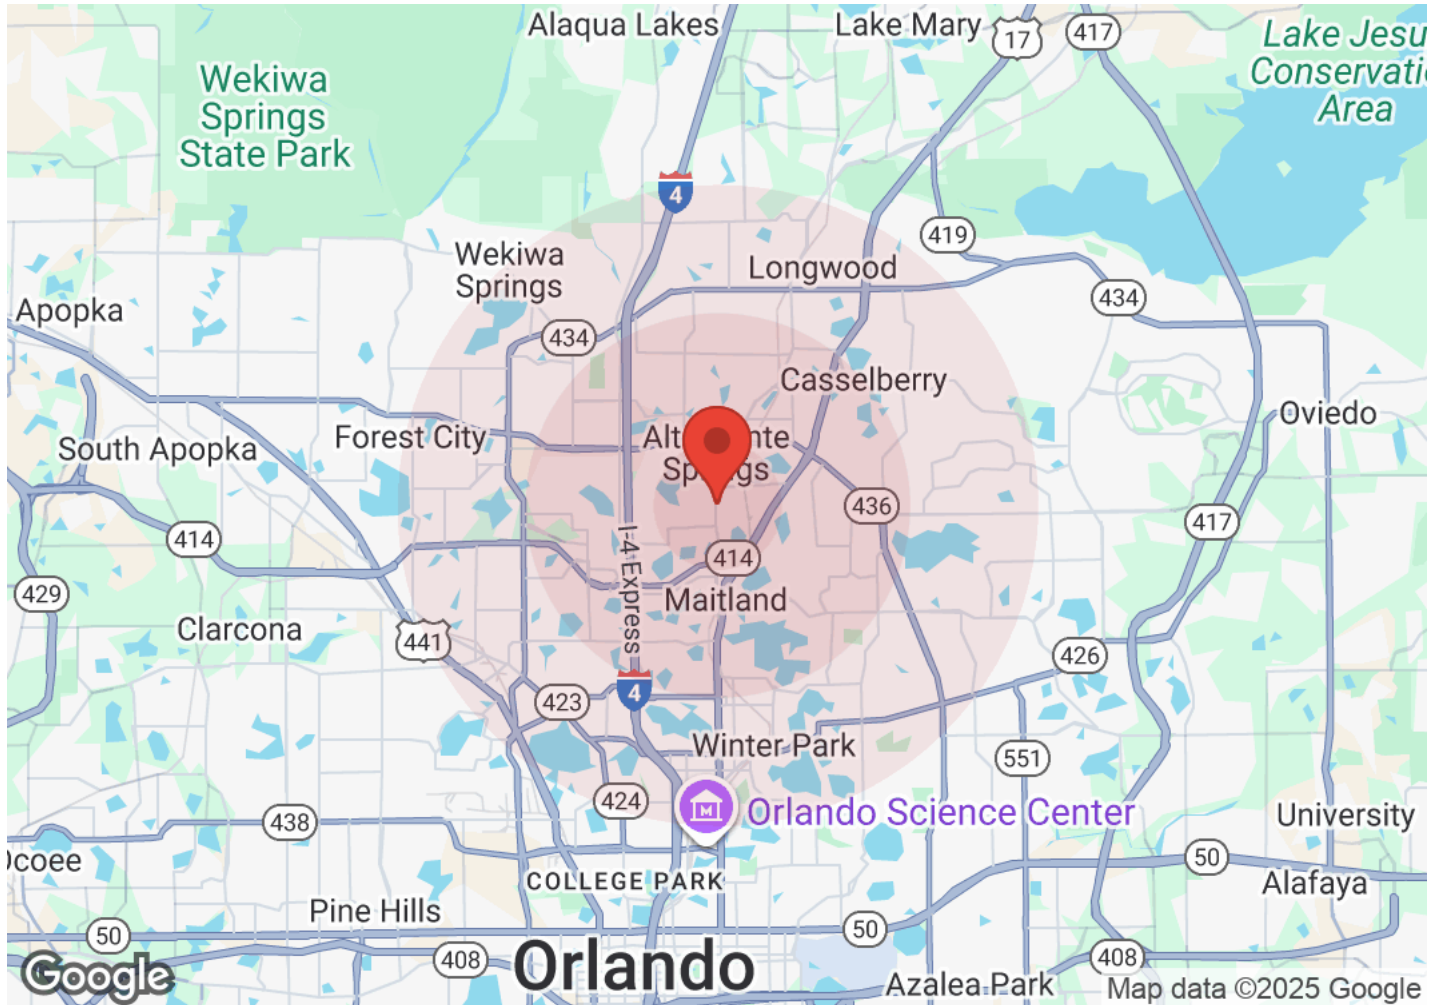 Alaqua Lakes
Lake Mary
17
417
Lake Jesu
Conservati
Area
Wekiwa
Springs
State Park
4
419
Wekiwa
Springs
Longwood
434
Apopka
434
Casselberry
Oviedo
Forest City
South Apopka
Springs
436
417
414
I-4 Express
414
429
Maitland
Clarcona
441
426
4
423
Winter Park
551
424
Orlando Science Center
438
University
Ocoee
50
COLLEGE PARK
Alafaya
Pine Hills
50
50
408
408
Orlando
Azalea Park
Google
Map data ©2025 Google